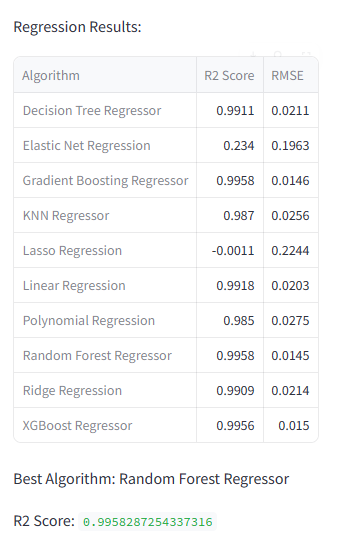 Regression Results:
Algorithm R2 Score RMSE
Decision Tree Regressor 0.9911 0.0211
Elastic Net Regression 0.234 0.1963
Gradient Boosting Regressor 0.9958 0.0146
KNN Regressor 0.987 0.0256
Lasso Regression -0.0011 0.2244
Linear Regression 0.9918 0.0203
Polynomial Regression 0.985 0.0275
Random Forest Regressor 0.9958 0.0145
Ridge Regression 0.9909 0.0214
XGBoost Regressor 0.9956 0.015
Best Algorithm: Random Forest Regressor
R2 Score: 0.9958287254337316